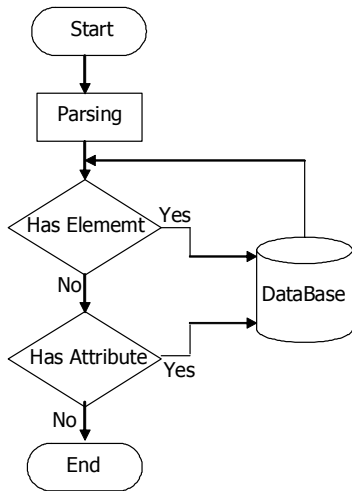 Start
Parsing
Has Elememt
Yes
No
DataBase
Has Attribute
Yes
No
End